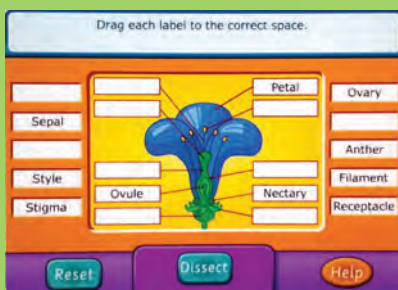 Drag each label to the correct space.
Petal
Ovary
Sepal
Anther
Style
Ovule
Nectary
Filament
Stigma
Receptacle
Reset
Dissect
Help